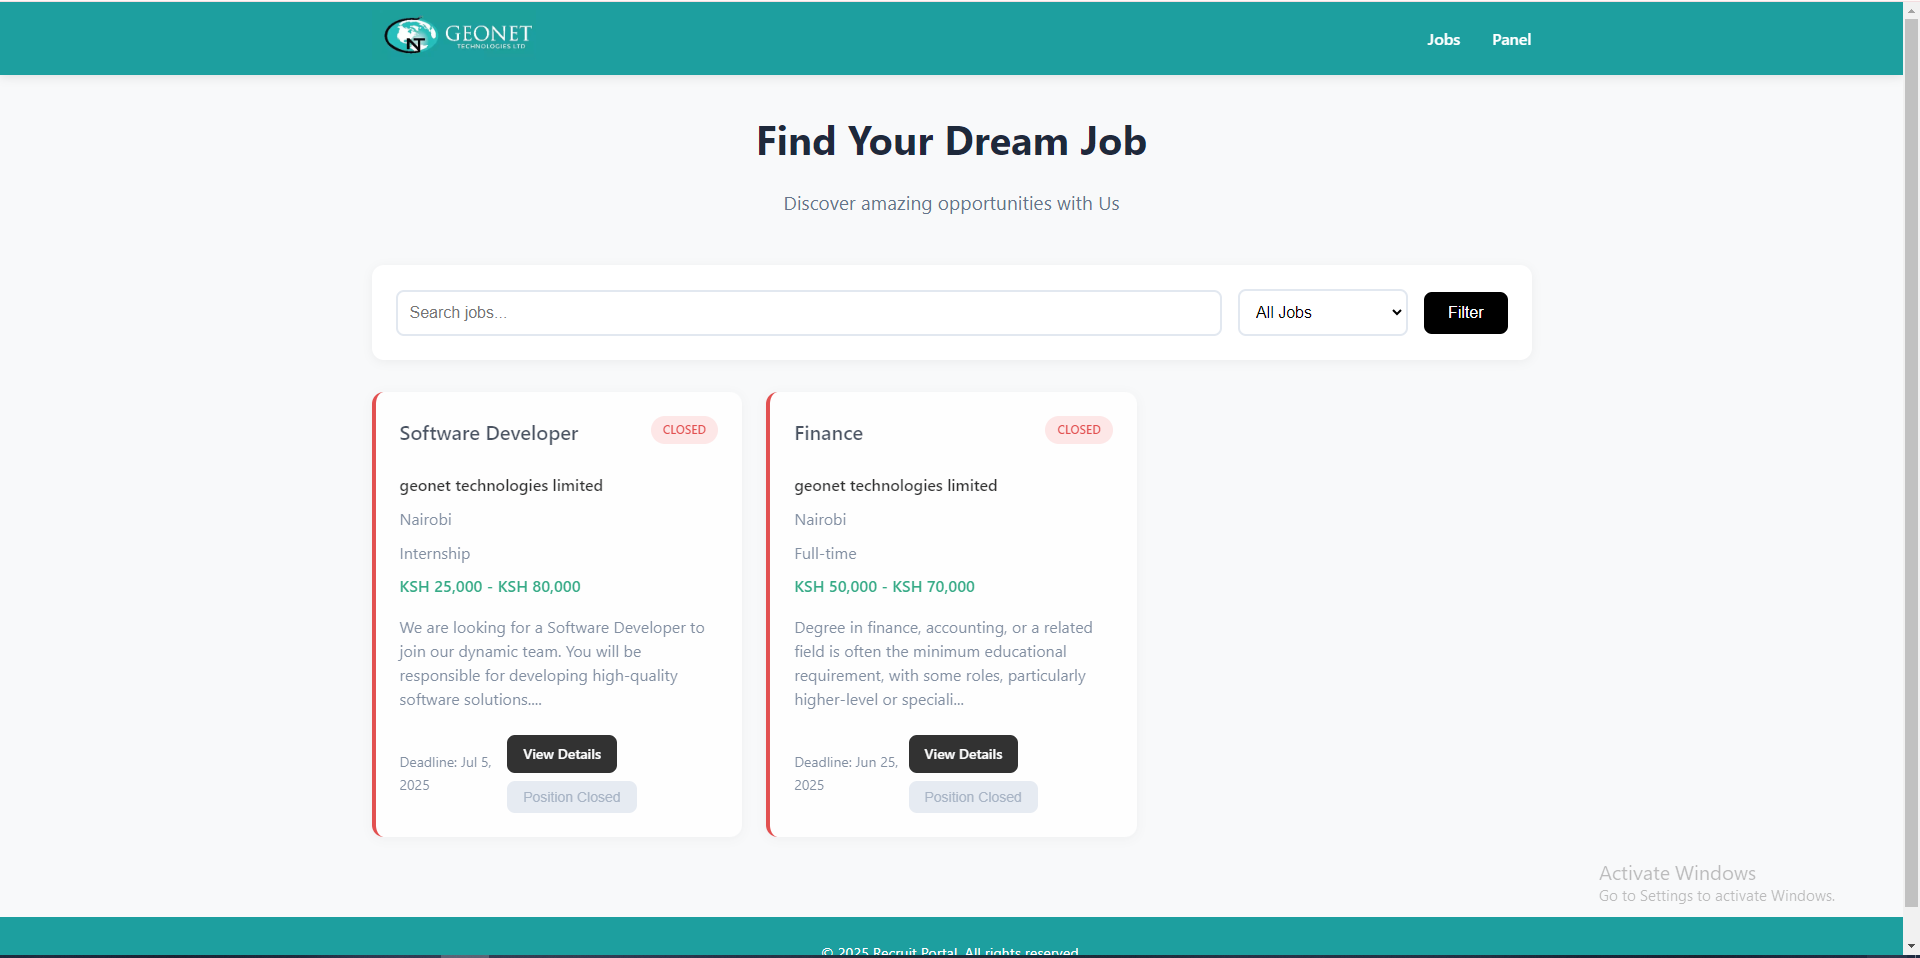 GEONET
TECHNOLOGIES LTD
Jobs
Panel
Find Your Dream Job
Discover amazing opportunities with Us
Search jobs...
All Jobs
Filter
Software Developer
CLOSED
geonet technologies limited
Nairobi
Internship
KSH 25,000 - KSH 80,000
We are looking for a Software Developer to
join our dynamic team. You will be
responsible for developing high-quality
software solutions....
Deadline: Jul 5,
2025
View Details
Position Closed
Finance
CLOSED
geonet technologies limited
Nairobi
Full-time
KSH 50,000 - KSH 70,000
Degree in finance, accounting, or a related
field is often the minimum educational
requirement, with some roles, particularly
higher-level or speciali...
Deadline: Jun 25,
2025
View Details
Position Closed
Activate Windows
Go to Settings to activate Windows.
© 2025 Recruit Portal. All rights reserved